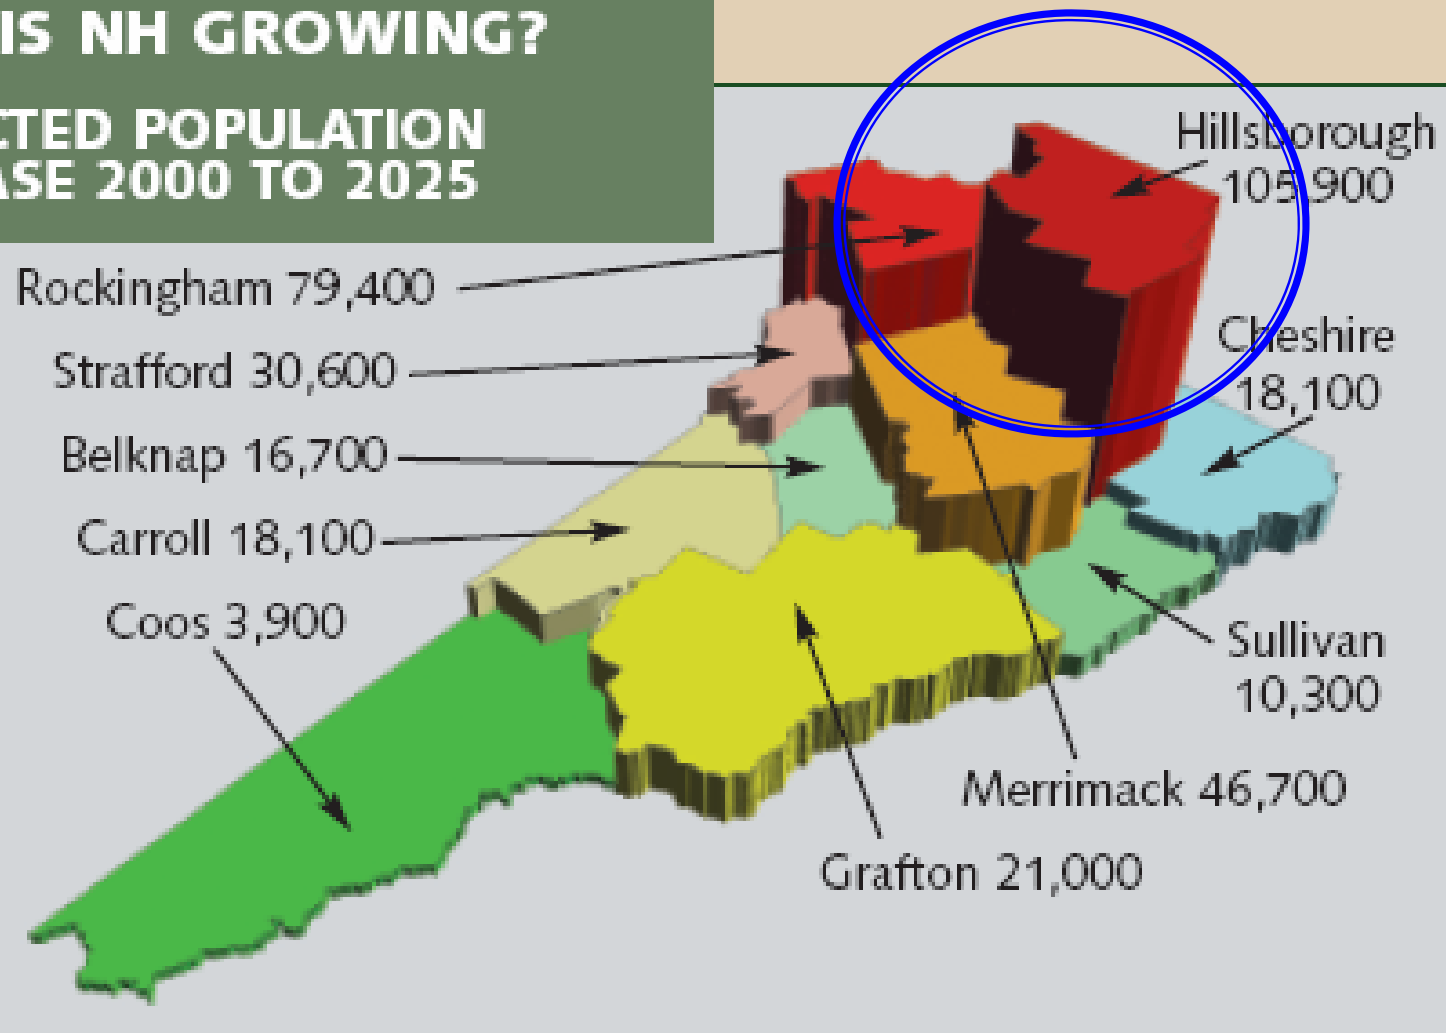 IS NH GROWING?
CTED POPULATION
ASE 2000 TO 2025
Hillsborough
105,900
Rockingham 79,400
Cheshire
18,100
Strafford 30,600
Belknap 16,700
Carroll 18,100
Coos 3,900
Sullivan
10,300
Merrimack 46,700
Grafton 21,000